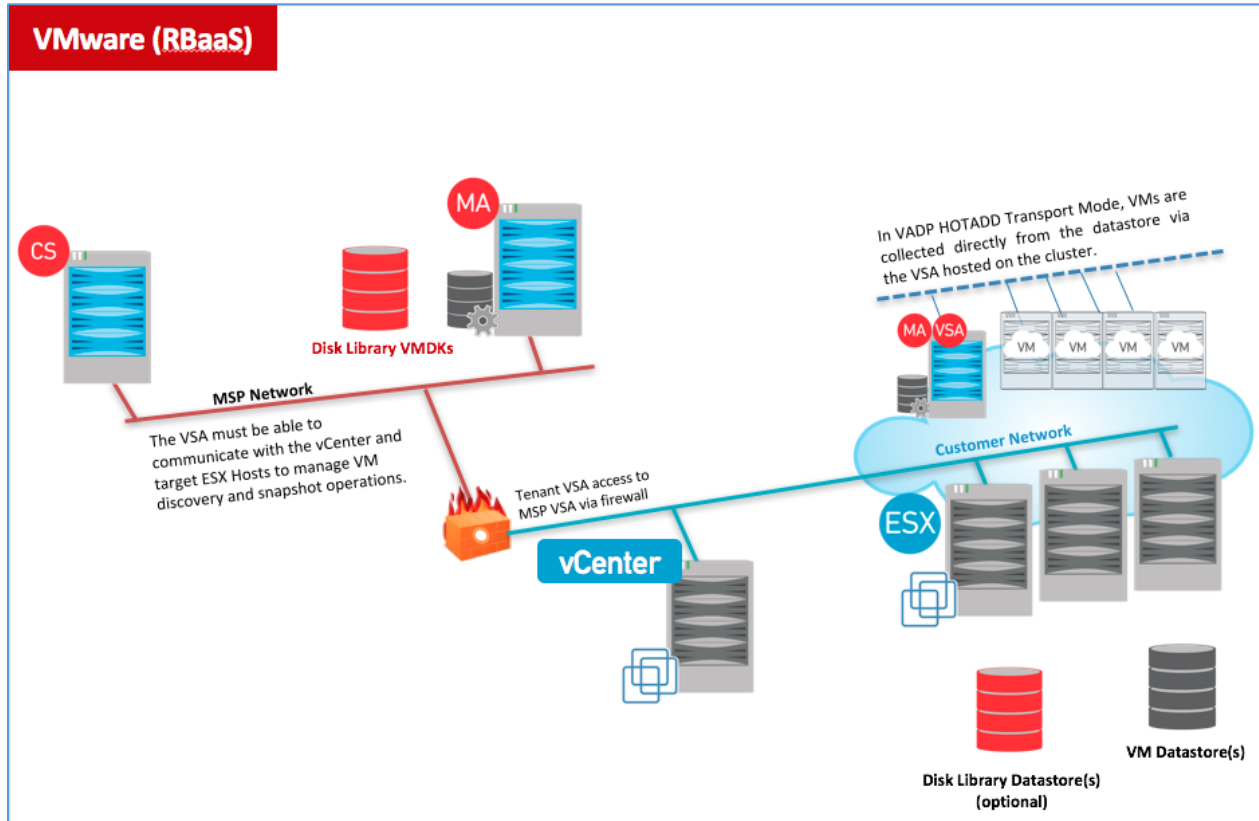 VMware (RBaaS)
CS
MA
Disk Library VMDKs
MSP Network
The VSA must be able to
communicate with the vCenter and
target ESX Hosts to manage VM
discovery and snapshot operations.
In VADP HOTADD Transport Mode, VMs are
collected directly from the datastore via
the VSA hosted on the cluster.
MA
VSA
VM
VM
VM
VM
Customer Network
Tenant VSA access to
MSP VSA via firewall
vCenter
ESX
Disk Library Datastore(s)
(optional)
VM Datastore(s)